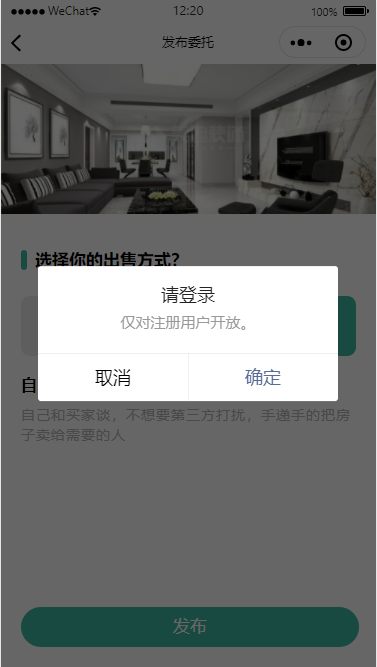 WeChat 12:20 100%
发布委托
选择你的出售方式?
请登录
仅对注册用户开放。
取消 确定
自
自己和买家谈，不想要第三方打扰，手递手的把房
子卖给需要的人
发布